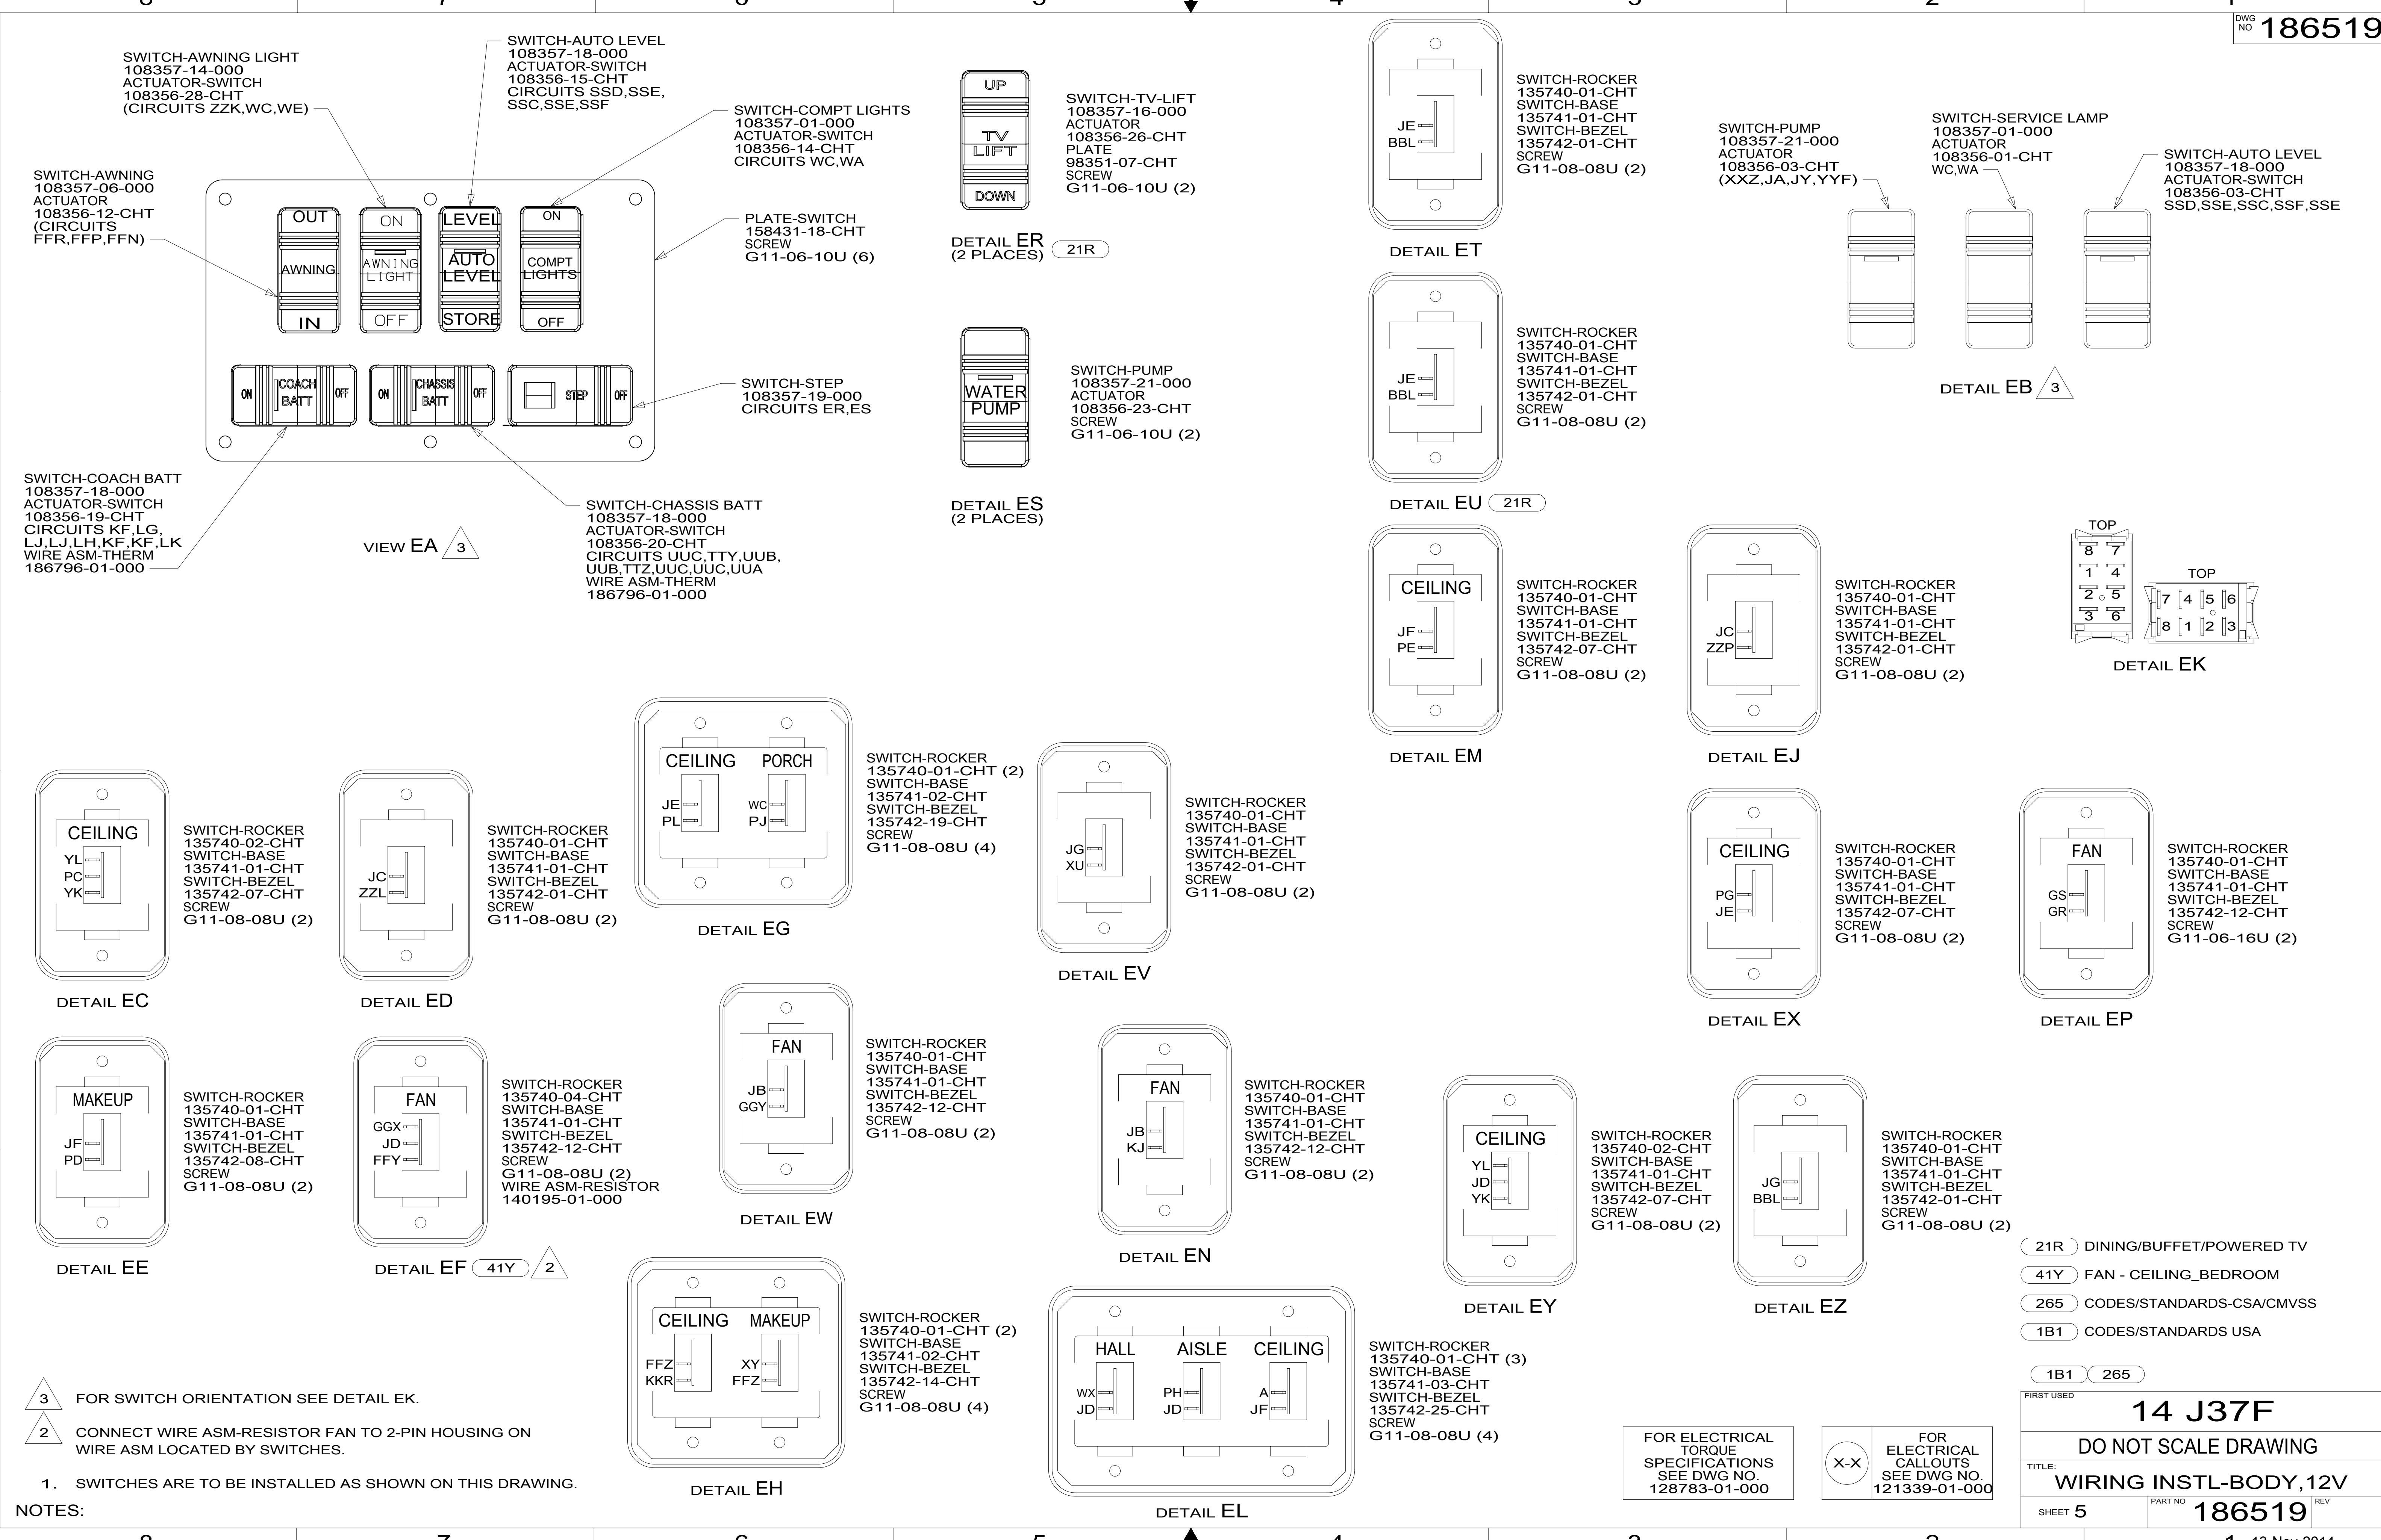 DWG NO 186519
SWITCH-AWNING LIGHT
108357-14-000
ACTUATOR-SWITCH
108356-28-CHT
(CIRCUITS ZZK,WC,WE)
SWITCH-AUTO LEVEL
108357-18-000
ACTUATOR-SWITCH
108356-15-CHT
CIRCUITS SSD,SSE,
SSC,SSE,SSF
SWITCH-COMPT LIGHTS
108357-01-000
ACTUATOR-SWITCH
108356-14-CHT
CIRCUITS WC,WA
SWITCH-AWNING
108357-06-000
ACTUATOR
108356-12-CHT
(CIRCUITS
FFR,FFP,FFN)
PLATE-SWITCH
158431-18-CHT
SCREW
G11-06-10U (6)
OUT
AWNING
IN
ON
AWNING
LIGHT
OFF
LEVEL
AUTO
LEVEL
STORE
ON
COMPT
LIGHTS
OFF
ON
COACH
BATT
OFF
ON
CHASSIS
BATT
OFF
STEP
OFF
SWITCH-STEP
108357-19-000
CIRCUITS ER,ES
SWITCH-COACH BATT
108357-18-000
ACTUATOR-SWITCH
108356-19-CHT
CIRCUITS KF,LG,
LJ,LJ,LH,KF,KF,LK
WIRE ASM-THERM
186796-01-000
VIEW EA 3
SWITCH-CHASSIS BATT
108357-18-000
ACTUATOR-SWITCH
108356-20-CHT
CIRCUITS UUC,TTY,UUB,
UUB,TTZ,UUC,UUC,UUA
WIRE ASM-THERM
186796-01-000
UP
TV
LIFT
DOWN
SWITCH-TV-LIFT
108357-16-000
ACTUATOR
108356-26-CHT
PLATE
98351-07-CHT
SCREW
G11-06-10U (2)
DETAIL ER
(2 PLACES) 21R
WATER
PUMP
SWITCH-PUMP
108357-21-000
ACTUATOR
108356-23-CHT
SCREW
G11-06-10U (2)
DETAIL ES
(2 PLACES)
JE
BBL
SWITCH-ROCKER
135740-01-CHT
SWITCH-BASE
135741-01-CHT
SWITCH-BEZEL
135742-01-CHT
SCREW
G11-08-08U (2)
DETAIL ET
JE
BBL
SWITCH-ROCKER
135740-01-CHT
SWITCH-BASE
135741-01-CHT
SWITCH-BEZEL
135742-01-CHT
SCREW
G11-08-08U (2)
DETAIL EU 21R
SWITCH-PUMP
108357-21-000
ACTUATOR
108356-03-CHT
(XXZ,JA,JY,YYF)
SWITCH-SERVICE LAMP
108357-01-000
ACTUATOR
108356-01-CHT
WC,WA
SWITCH-AUTO LEVEL
108357-18-000
ACTUATOR-SWITCH
108356-03-CHT
SSD,SSE,SSC,SSF,SSE
DETAIL EB 3
CEILING
JF
PE
SWITCH-ROCKER
135740-01-CHT
SWITCH-BASE
135741-01-CHT
SWITCH-BEZEL
135742-07-CHT
SCREW
G11-08-08U (2)
DETAIL EM
JC
ZZP
SWITCH-ROCKER
135740-01-CHT
SWITCH-BASE
135741-01-CHT
SWITCH-BEZEL
135742-01-CHT
SCREW
G11-08-08U (2)
DETAIL EJ
TOP
8 7
1 4
2 5
3 6
TOP
7 4 5 6
8 1 2 3
DETAIL EK
CEILING
YL
PC
YK
SWITCH-ROCKER
135740-02-CHT
SWITCH-BASE
135741-01-CHT
SWITCH-BEZEL
135742-07-CHT
SCREW
G11-08-08U (2)
DETAIL EC
JC
ZZL
SWITCH-ROCKER
135740-01-CHT
SWITCH-BASE
135741-01-CHT
SWITCH-BEZEL
135742-01-CHT
SCREW
G11-08-08U (2)
DETAIL ED
CEILING PORCH
JE WC
PL PJ
SWITCH-ROCKER
135740-01-CHT (2)
SWITCH-BASE
135741-02-CHT
SWITCH-BEZEL
135742-19-CHT
SCREW
G11-08-08U (4)
DETAIL EG
JG
XU
SWITCH-ROCKER
135740-01-CHT
SWITCH-BASE
135741-01-CHT
SWITCH-BEZEL
135742-01-CHT
SCREW
G11-08-08U (2)
DETAIL EV
CEILING
PG
JE
SWITCH-ROCKER
135740-01-CHT
SWITCH-BASE
135741-01-CHT
SWITCH-BEZEL
135742-07-CHT
SCREW
G11-08-08U (2)
DETAIL EX
FAN
GS
GR
SWITCH-ROCKER
135740-01-CHT
SWITCH-BASE
135741-01-CHT
SWITCH-BEZEL
135742-12-CHT
SCREW
G11-06-16U (2)
DETAIL EP
MAKEUP
JF
PD
SWITCH-ROCKER
135740-01-CHT
SWITCH-BASE
135741-01-CHT
SWITCH-BEZEL
135742-08-CHT
SCREW
G11-08-08U (2)
DETAIL EE
FAN
GGX
JD
FFY
SWITCH-ROCKER
135740-04-CHT
SWITCH-BASE
135741-01-CHT
SWITCH-BEZEL
135742-12-CHT
SCREW
G11-08-08U (2)
WIRE ASM-RESISTOR
140195-01-000
DETAIL EF 41Y 2
FAN
JB
GGY
SWITCH-ROCKER
135740-01-CHT
SWITCH-BASE
135741-01-CHT
SWITCH-BEZEL
135742-12-CHT
SCREW
G11-08-08U (2)
DETAIL EW
FAN
JB
KJ
SWITCH-ROCKER
135740-01-CHT
SWITCH-BASE
135741-01-CHT
SWITCH-BEZEL
135742-12-CHT
SCREW
G11-08-08U (2)
DETAIL EN
CEILING
YL
JD
YK
SWITCH-ROCKER
135740-02-CHT
SWITCH-BASE
135741-01-CHT
SWITCH-BEZEL
135742-07-CHT
SCREW
G11-08-08U (2)
DETAIL EY
JG
BBL
SWITCH-ROCKER
135740-01-CHT
SWITCH-BASE
135741-01-CHT
SWITCH-BEZEL
135742-01-CHT
SCREW
G11-08-08U (2)
DETAIL EZ
CEILING MAKEUP
FFZ XY
KKR FFZ
SWITCH-ROCKER
135740-01-CHT (2)
SWITCH-BASE
135741-02-CHT
SWITCH-BEZEL
135742-14-CHT
SCREW
G11-08-08U (4)
DETAIL EH
HALL AISLE CEILING
WX PH A
JD JD JF
SWITCH-ROCKER
135740-01-CHT (3)
SWITCH-BASE
135741-03-CHT
SWITCH-BEZEL
135742-25-CHT
SCREW
G11-08-08U (4)
DETAIL EL
21R DINING/BUFFET/POWERED TV
41Y FAN - CEILING_BEDROOM
265 CODES/STANDARDS-CSA/CMVSS
1B1 CODES/STANDARDS USA
1B1 265
3 FOR SWITCH ORIENTATION SEE DETAIL EK.
2 CONNECT WIRE ASM-RESISTOR FAN TO 2-PIN HOUSING ON
WIRE ASM LOCATED BY SWITCHES.
1. SWITCHES ARE TO BE INSTALLED AS SHOWN ON THIS DRAWING.
NOTES:
FOR ELECTRICAL
TORQUE
SPECIFICATIONS
SEE DWG NO.
128783-01-000
X-X
FOR
ELECTRICAL
CALLOUTS
SEE DWG NO.
121339-01-000
FIRST USED
14 J37F
DO NOT SCALE DRAWING
TITLE:
WIRING INSTL-BODY,12V
SHEET 5 PART NO 186519 REV